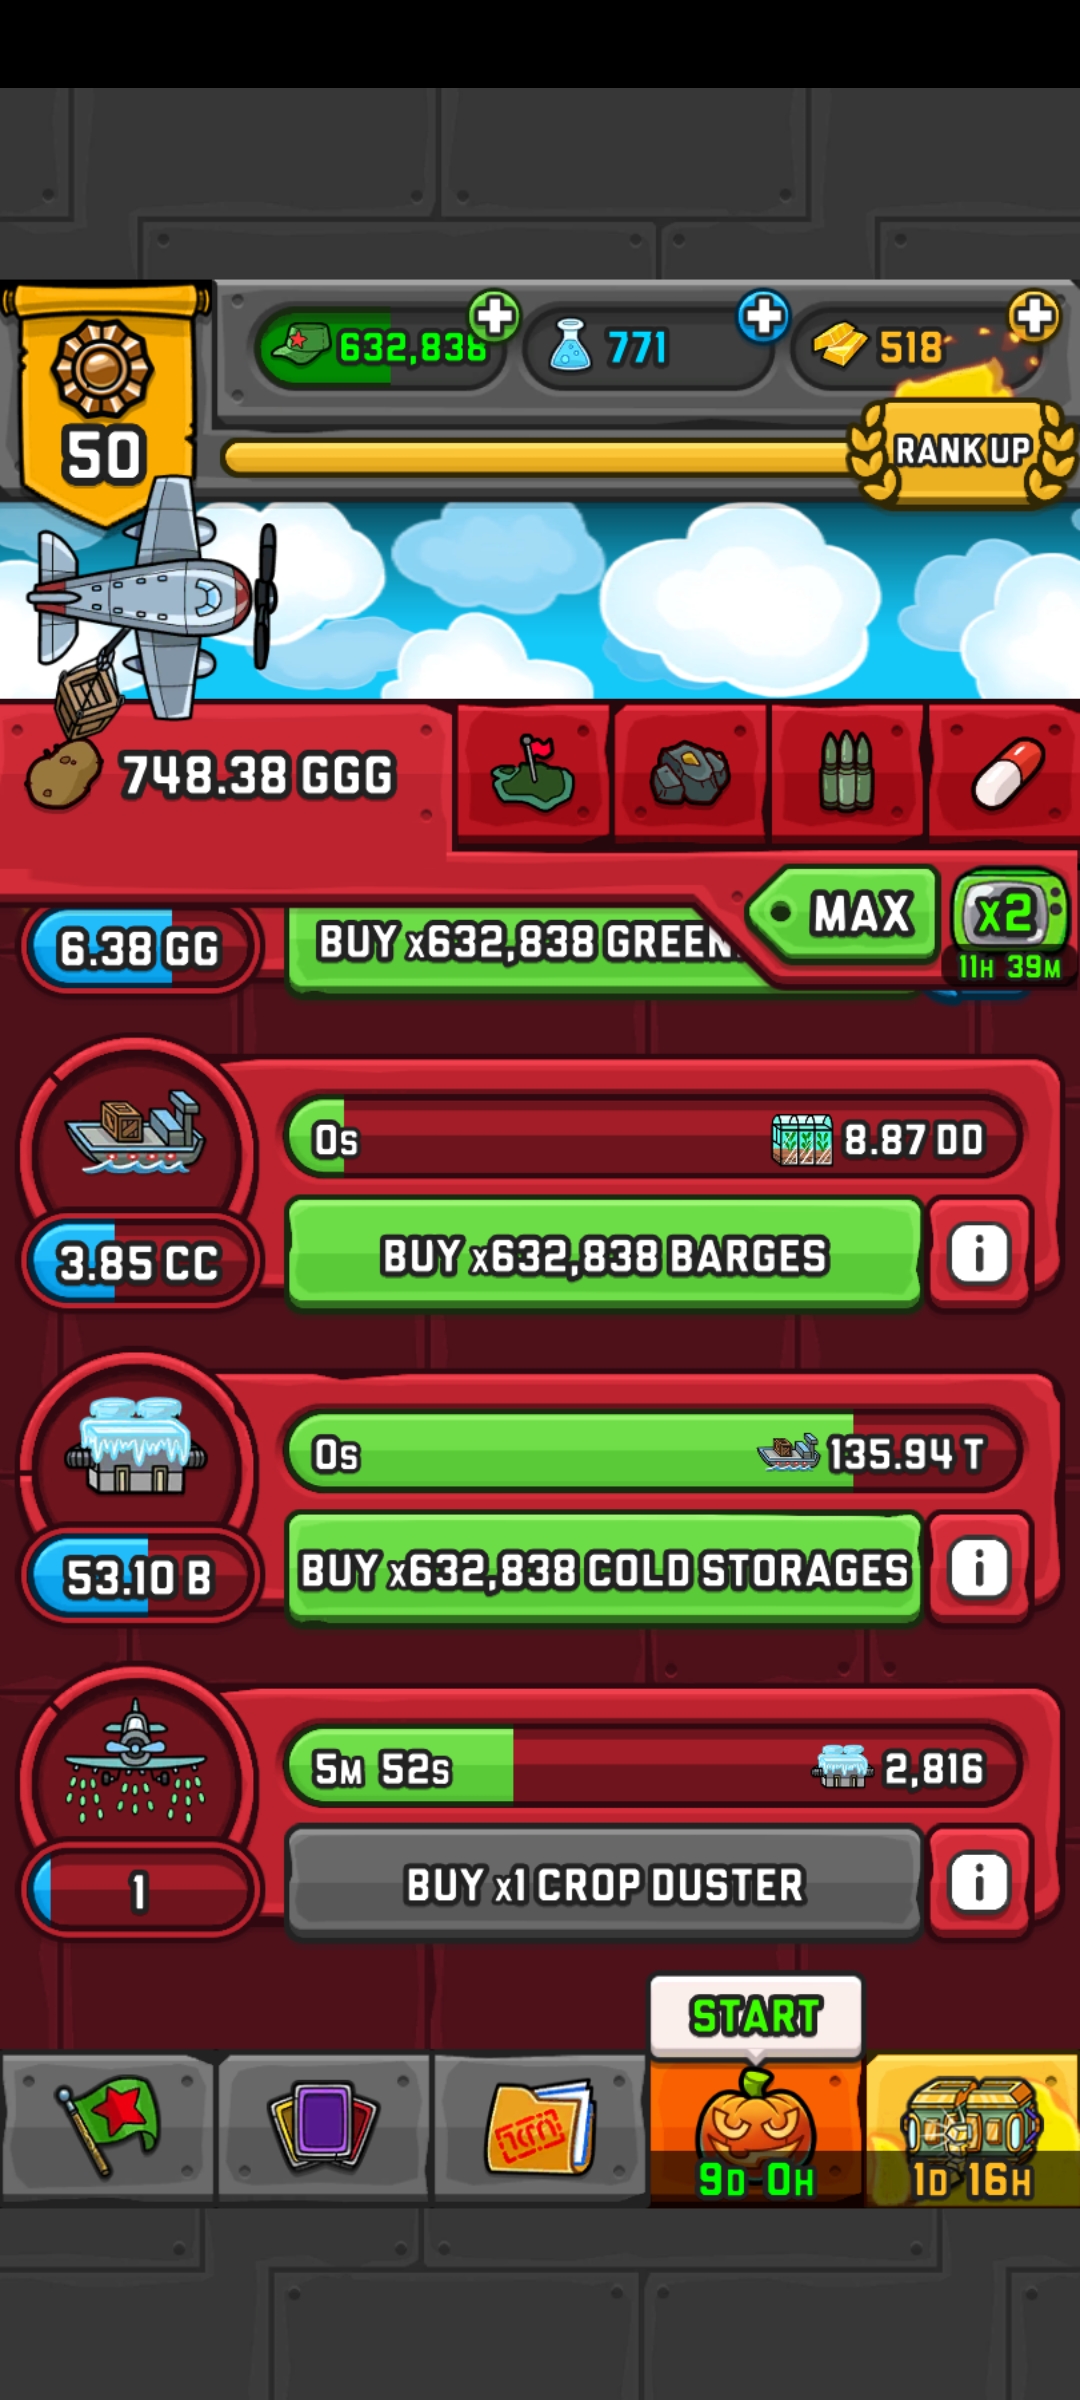 632,838
771
518
50
RANK UP
748.38 GGG
MAX
x2
11H 39M
6.38 GG
BUY x632,838 GREEN
0s
8.87 DD
3.85 CC
BUY x632,838 BARGES
i
0s
135.94 T
53.10 B
BUY x632,838 COLD STORAGES
i
5M 52s
2,816
1
BUY x1 CROP DUSTER
i
START
9D 0H
1D 16H